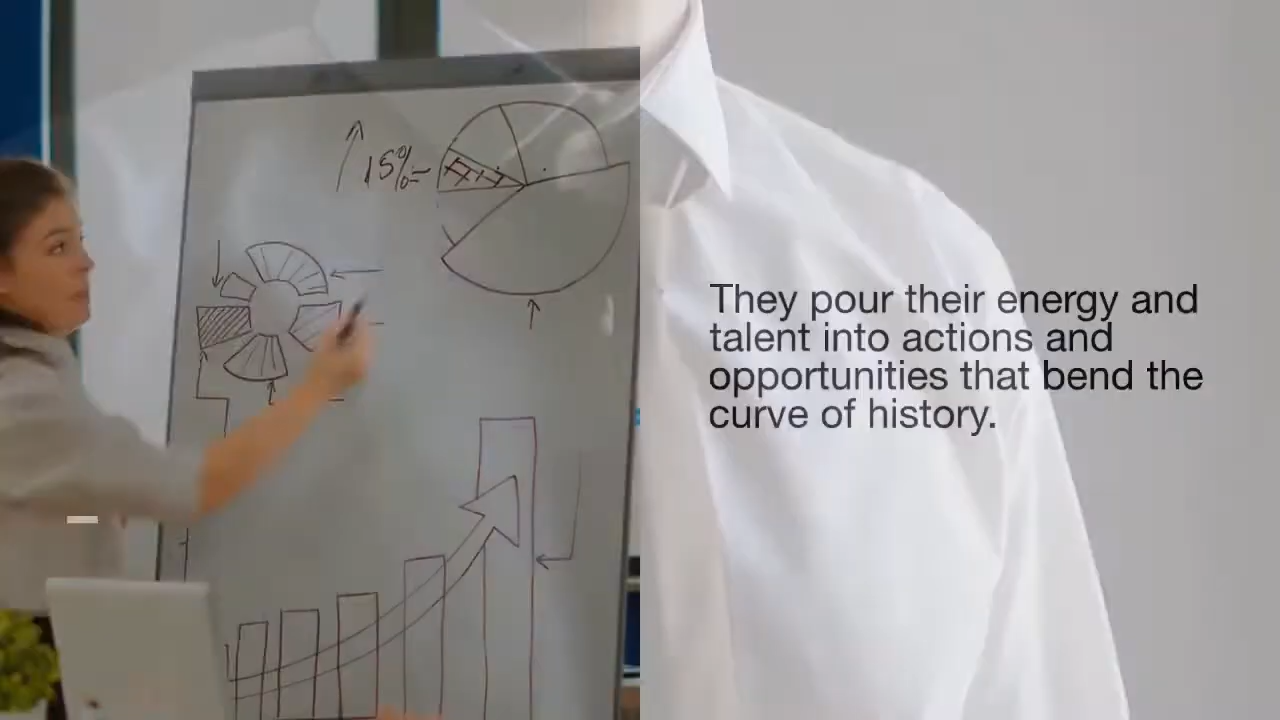 15%=
They pour their energy and
talent into actions and
opportunities that bend the
curve of history.